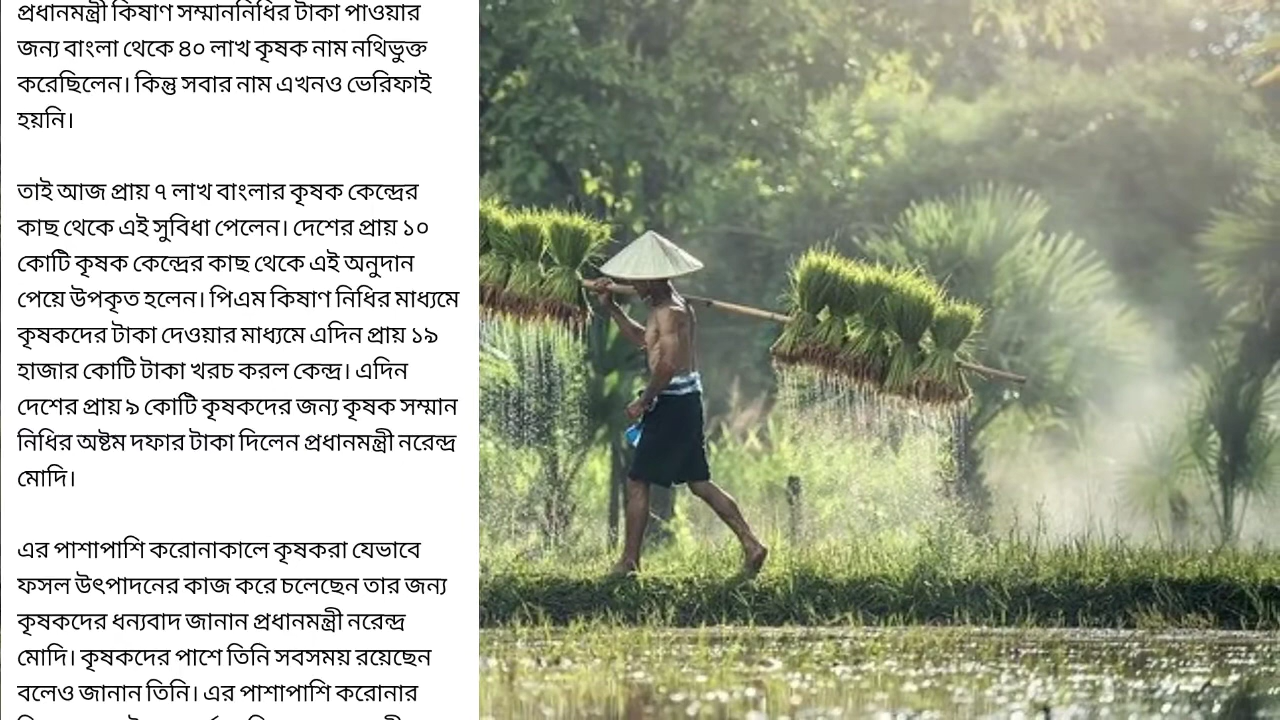 প্রধানমন্ত্রী কিষাণ সম্মাননিধির টাকা পাওয়ার
জন্য বাংলা থেকে ৪০ লাখ কৃষক নাম নথিভুক্ত
করেছিলেন। কিন্তু সবার নাম এখনও ভেরিফাই
হয়নি।
তাই আজ প্রায় ৭ লাখ বাংলার কৃষক কেন্দ্রের
কাছ থেকে এই সুবিধা পেলেন। দেশের প্রায় ১০
কোটি কৃষক কেন্দ্রের কাছ থেকে এই অনুদান
পেয়ে উপকৃত হলেন। পিএম কিষাণ নিধির মাধ্যমে
কৃষকদের টাকা দেওয়ার মাধ্যমে এদিন প্রায় ১৯
হাজার কোটি টাকা খরচ করল কেন্দ্র। এদিন
দেশের প্রায় ৯ কোটি কৃষকদের জন্য কৃষক সম্মান
নিধির অষ্টম দফার টাকা দিলেন প্রধানমন্ত্রী নরেন্দ্র
মোদি।
এর পাশাপাশি করোনাকালে কৃষকরা যেভাবে
ফসল উৎপাদনের কাজ করে চলেছেন তার জন্য
কৃষকদের ধন্যবাদ জানান প্রধানমন্ত্রী নরেন্দ্র
মোদি। কৃষকদের পাশে তিনি সবসময় রয়েছেন
বলেও জানান তিনি। এর পাশাপাশি করোনার